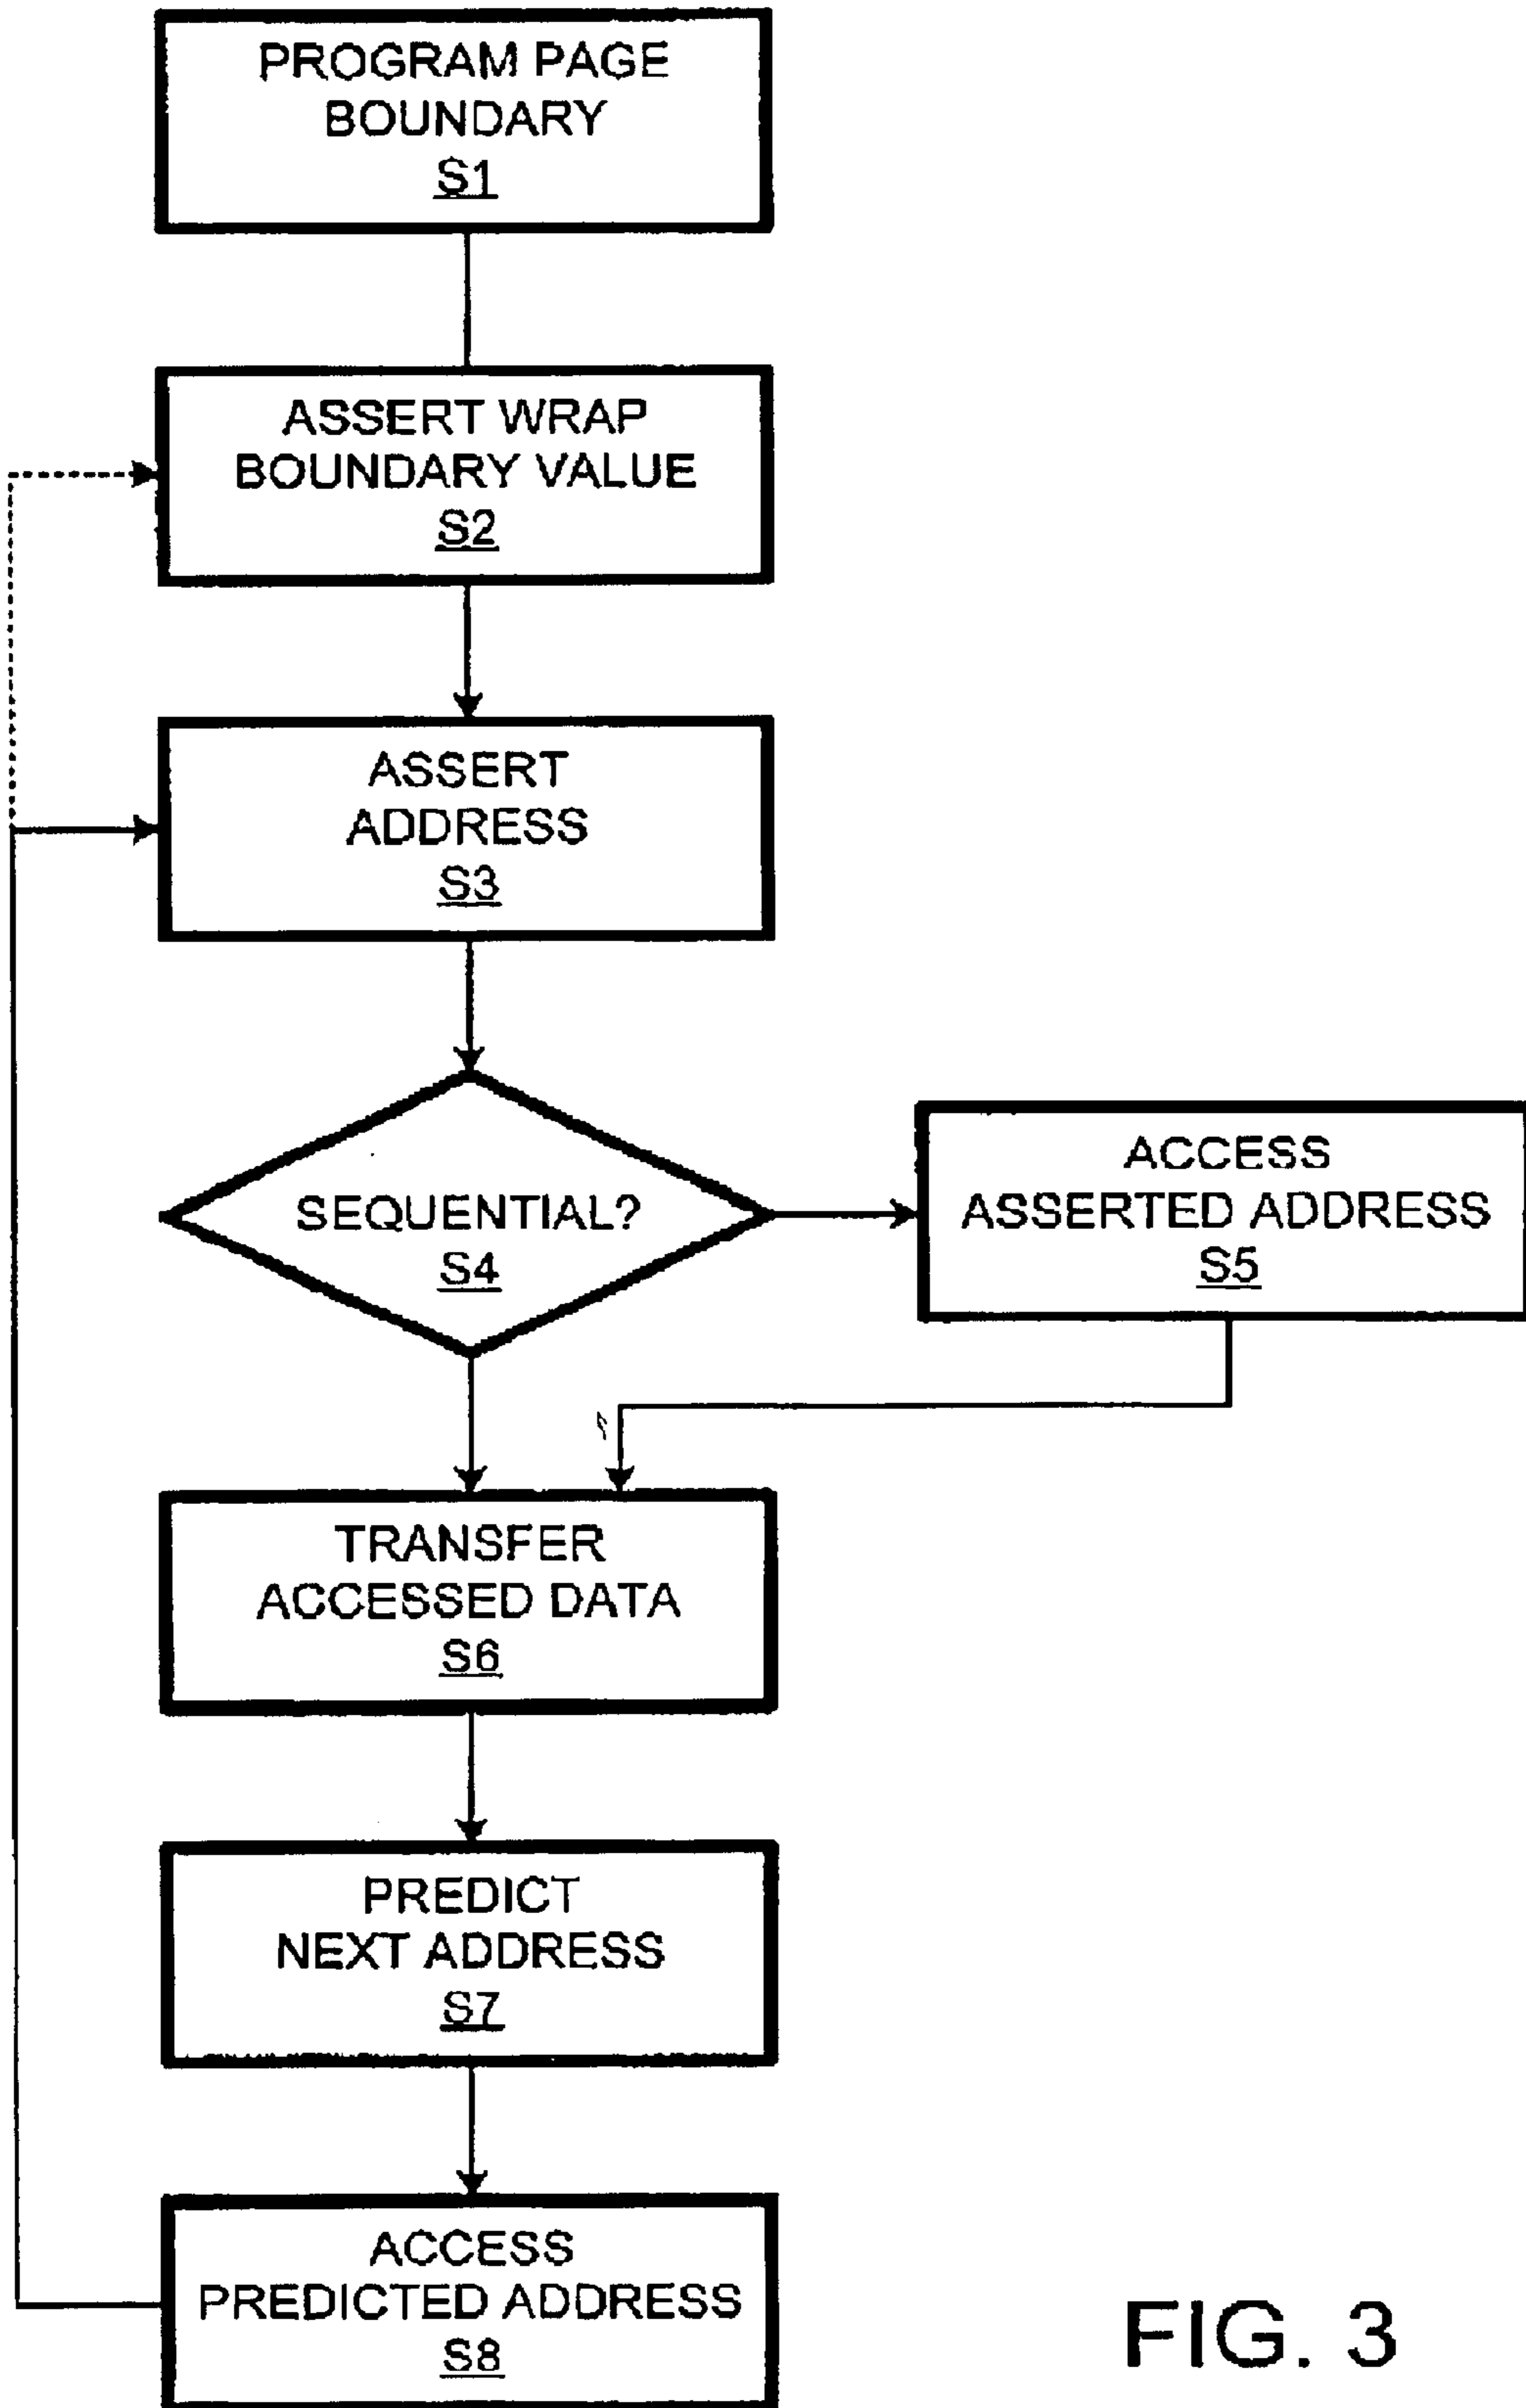 PROGRAM PAGE
BOUNDARY
S1
ASSERT WRAP
BOUNDARY VALUE
S2
ASSERT
ADDRESS
S3
SEQUENTIAL?
S4
ACCESS
ASSERTED ADDRESS
S5
TRANSFER
ACCESSED DATA
S6
PREDICT
NEXT ADDRESS
S7
ACCESS
PREDICTED ADDRESS
S8
FIG. 3